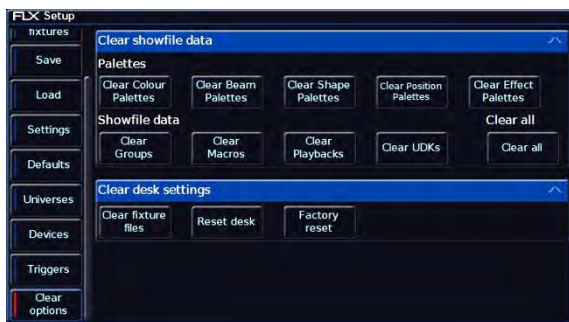 FLX Setup
fixtures
Save
Load
Settings
Defaults
Universes
Devices
Triggers
Clear
options
Clear showfile data
Palettes
Clear Colour
Palettes
Clear Beam
Palettes
Clear Shape
Palettes
Clear Position
Palettes
Clear Effect
Palettes
Showfile data
Clear all
Clear
Groups
Clear
Macros
Clear
Playbacks
Clear UDKs
Clear all
Clear desk settings
Clear fixture
files
Reset desk
Factory
reset